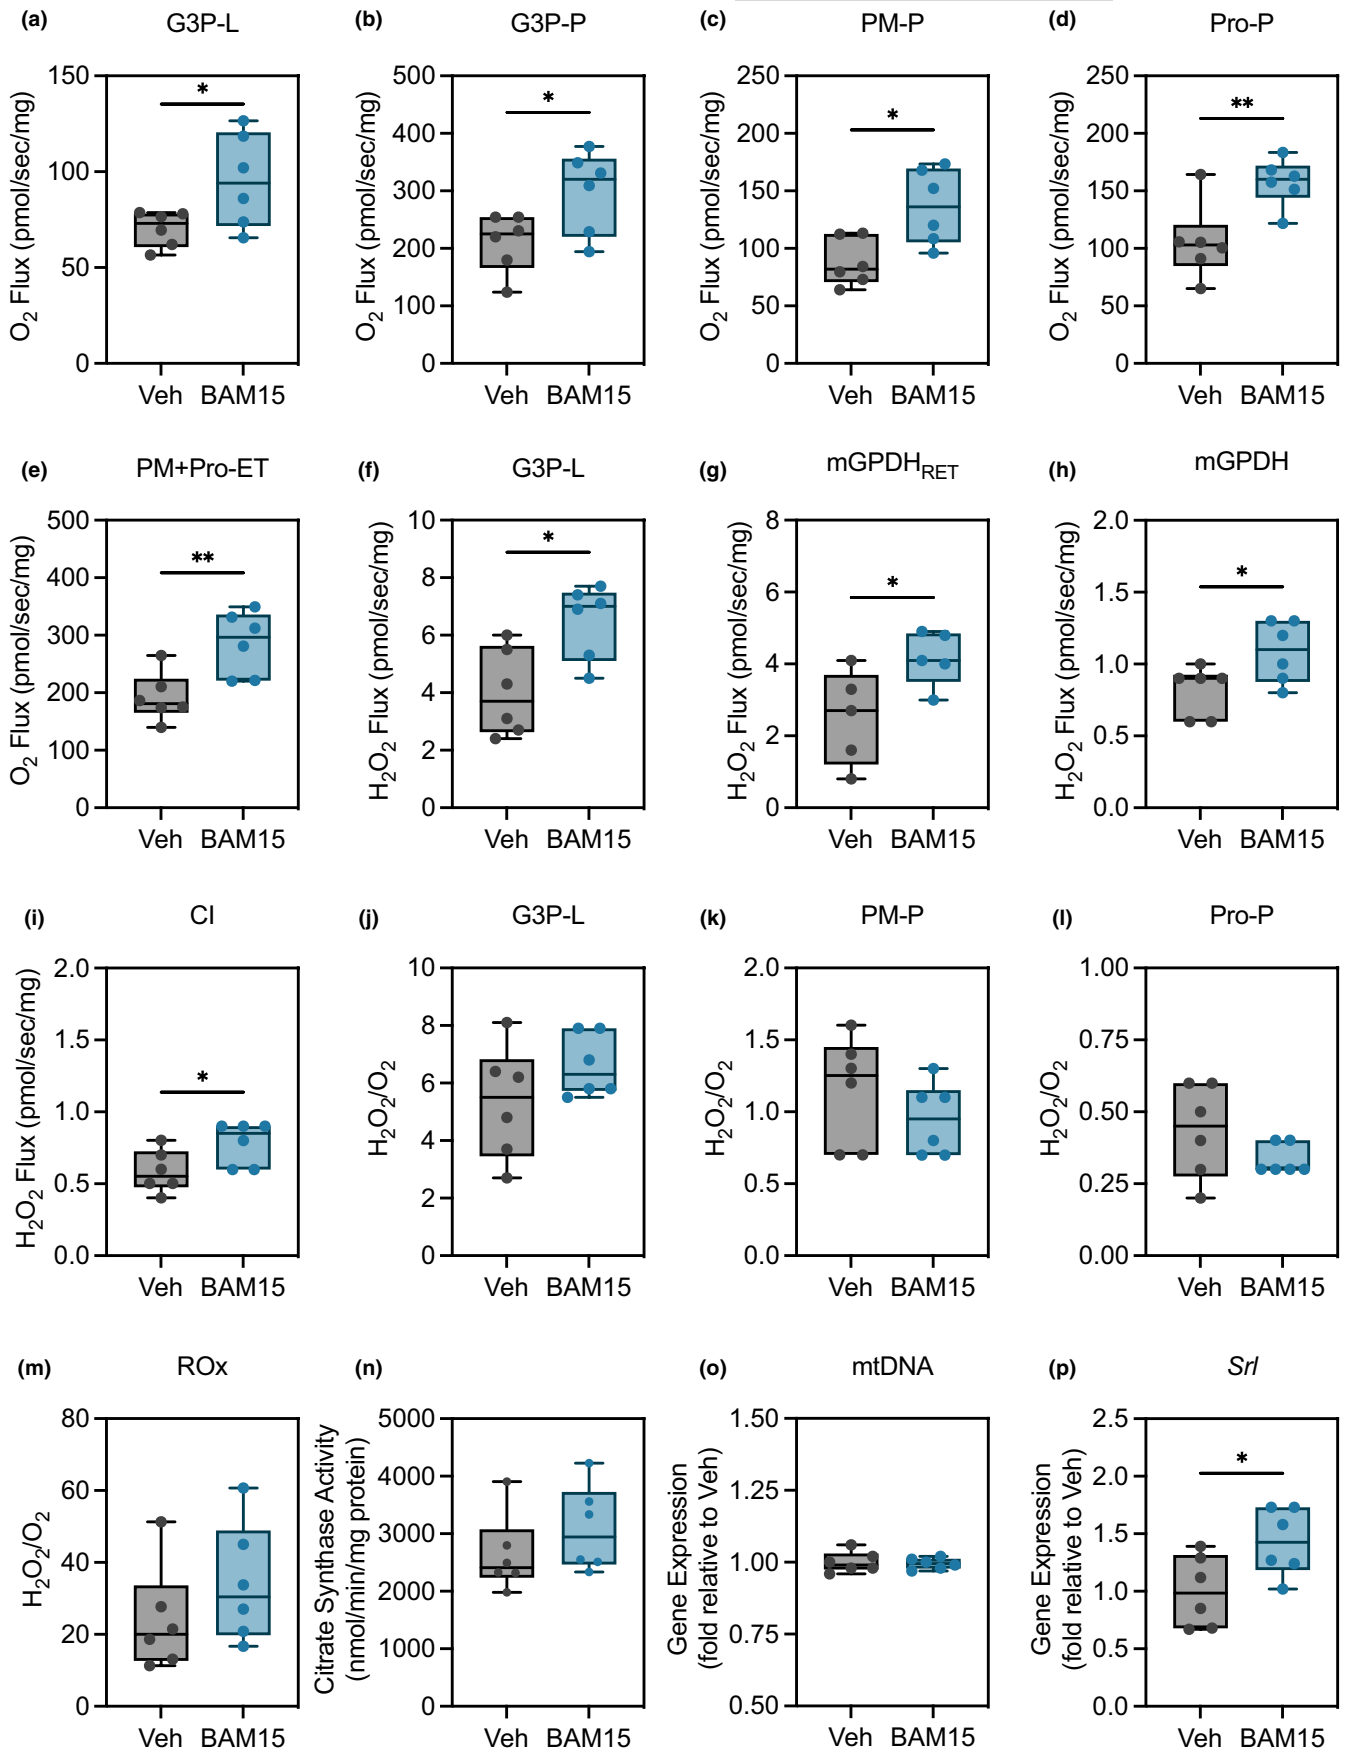 (a) G3P-L
O2 Flux (pmol/sec/mg)
150
100
50
0
*
Veh BAM15
(b) G3P-P
O2 Flux (pmol/sec/mg)
500
400
300
200
100
0
*
Veh BAM15
(c) PM-P
O2 Flux (pmol/sec/mg)
250
200
150
100
50
0
*
Veh BAM15
(d) Pro-P
O2 Flux (pmol/sec/mg)
250
200
150
100
50
0
**
Veh BAM15
(e) PM+Pro-ET
O2 Flux (pmol/sec/mg)
500
400
300
200
100
0
**
Veh BAM15
(f) G3P-L
H2O2 Flux (pmol/sec/mg)
10
8
6
4
2
0
*
Veh BAM15
(g) mGPDHRET
H2O2 Flux (pmol/sec/mg)
8
6
4
2
0
*
Veh BAM15
(h) mGPDH
H2O2 Flux (pmol/sec/mg)
2.0
1.5
1.0
0.5
0.0
*
Veh BAM15
(i) CI
H2O2 Flux (pmol/sec/mg)
2.0
1.5
1.0
0.5
0.0
*
Veh BAM15
(j) G3P-L
H2O2/O2
10
8
6
4
2
0
Veh BAM15
(k) PM-P
H2O2/O2
2.0
1.5
1.0
0.5
0.0
Veh BAM15
(l) Pro-P
H2O2/O2
1.00
0.75
0.50
0.25
0.00
Veh BAM15
(m) ROx
H2O2/O2
80
60
40
20
0
Veh BAM15
(n)
Citrate Synthase Activity
(nmol/min/mg protein)
5000
4000
3000
2000
1000
0
Veh BAM15
(o) mtDNA
Gene Expression
(fold relative to Veh)
1.50
1.25
1.00
0.75
0.50
Veh BAM15
(p) Srl
Gene Expression
(fold relative to Veh)
2.5
2.0
1.5
1.0
0.5
0.0
*
Veh BAM15